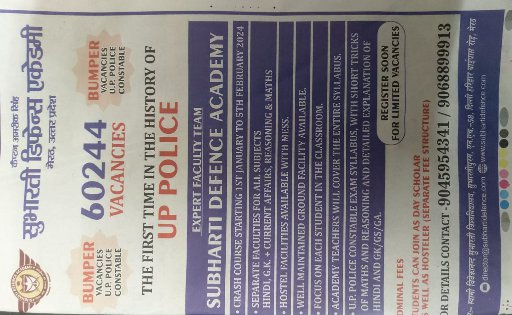 कैप्टन अमरीक सिंह
सुभारती डिफेन्स एकेडमी
मेरठ, उत्तर प्रदेश
BUMPER
VACANCIES
U.P. POLICE
CONSTABLE
60244
VACANCIES
BUMPER
VACANCIES
U.P. POLICE
CONSTABLE
THE FIRST TIME IN THE HISTORY OF
UP POLICE
EXPERT FACULTY TEAM
SUBHARTI DEFENCE ACADEMY
• CRASH COURSE STARTING 1ST JANUARY TO 5TH FEBRUARY 2024
• SEPARATE FACULTIES FOR ALL SUBJECTS
HINDI, G.K. + CURRENT AFFAIRS, REASONING & MATHS
• HOSTEL FACILITIES AVAILABLE WITH MESS.
• WELL MAINTAINED GROUND FACILITY AVAILABLE.
• FOCUS ON EACH STUDENT IN THE CLASSROOM.
• ACADEMY TEACHERS WILL COVER THE ENTIRE SYLLABUS.
• U.P. POLICE CONSTABLE EXAM SYLLABUS, WITH SHORT TRICKS
OF MATHS AND REASONING AND DETAILED EXPLANATION OF
HINDI AND GK/GS/GA.
OMINAL FEES
TUDENTS CAN JOIN AS DAY SCHOLAR
S WELL AS HOSTELER (SEPARATE FEE STRUCTURE)
REGISTER SOON
FOR LIMITED VACANCIES
OR DETAILS CONTACT -9045954341 / 9068899913
स्वामी विवेकानन्द सुभारती विश्वविद्यालय, सुभारतीपुरम, एन.एच.-58, दिल्ली हरिद्वार बाईपास रोड़, मेरठ
director@subhartidefence.com www.subhartidefence.com